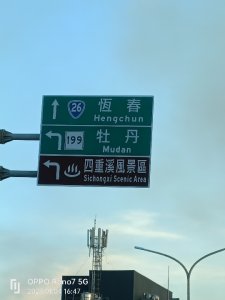 26 恆春
Hengchun
199 牡丹
Mudan
四重溪風景區
Sichongxi Scenic Area
OPPO Reno7 5G